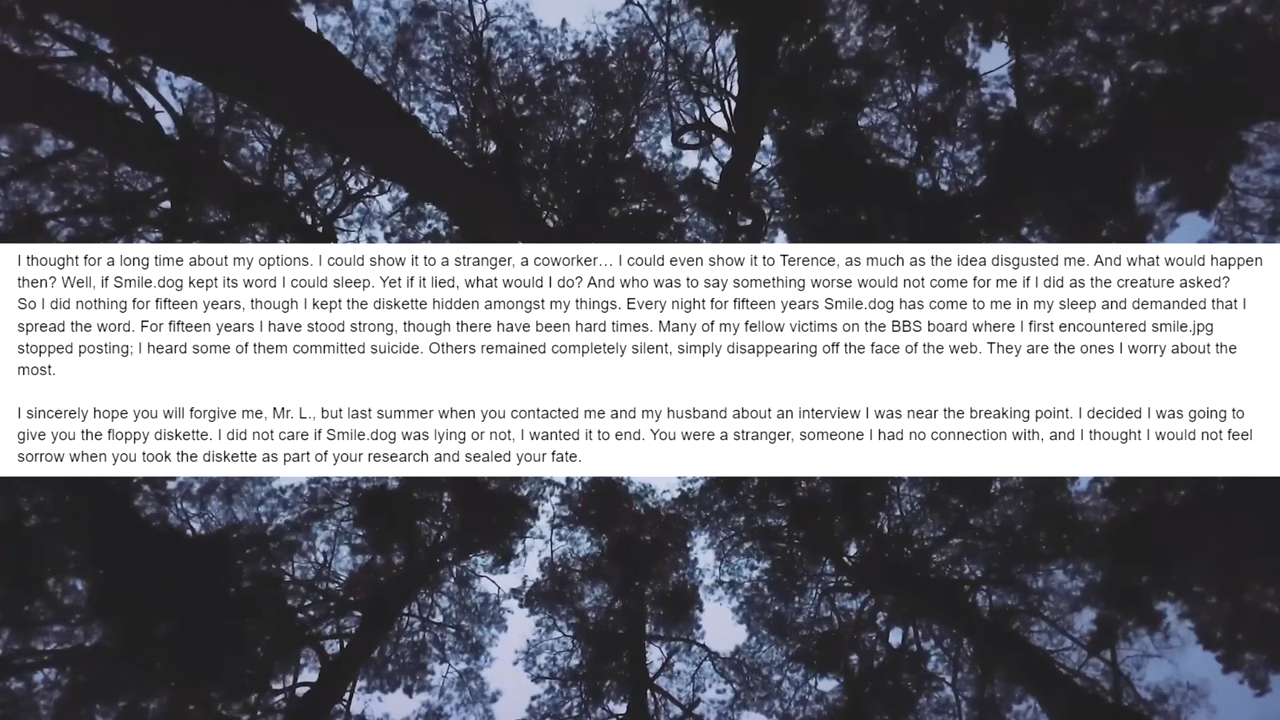 I thought for a long time about my options. I could show it to a stranger, a coworker… I could even show it to Terence, as much as the idea disgusted me. And what would happen
then? Well, if Smile.dog kept its word I could sleep. Yet if it lied, what would I do? And who was to say something worse would not come for me if I did as the creature asked?
So I did nothing for fifteen years, though I kept the diskette hidden amongst my things. Every night for fifteen years Smile.dog has come to me in my sleep and demanded that I
spread the word. For fifteen years I have stood strong, though there have been hard times. Many of my fellow victims on the BBS board where I first encountered smile.jpg
stopped posting; I heard some of them committed suicide. Others remained completely silent, simply disappearing off the face of the web. They are the ones I worry about the
most.
I sincerely hope you will forgive me, Mr. L., but last summer when you contacted me and my husband about an interview I was near the breaking point. I decided I was going to
give you the floppy diskette. I did not care if Smile.dog was lying or not, I wanted it to end. You were a stranger, someone I had no connection with, and I thought I would not feel
sorrow when you took the diskette as part of your research and sealed your fate.